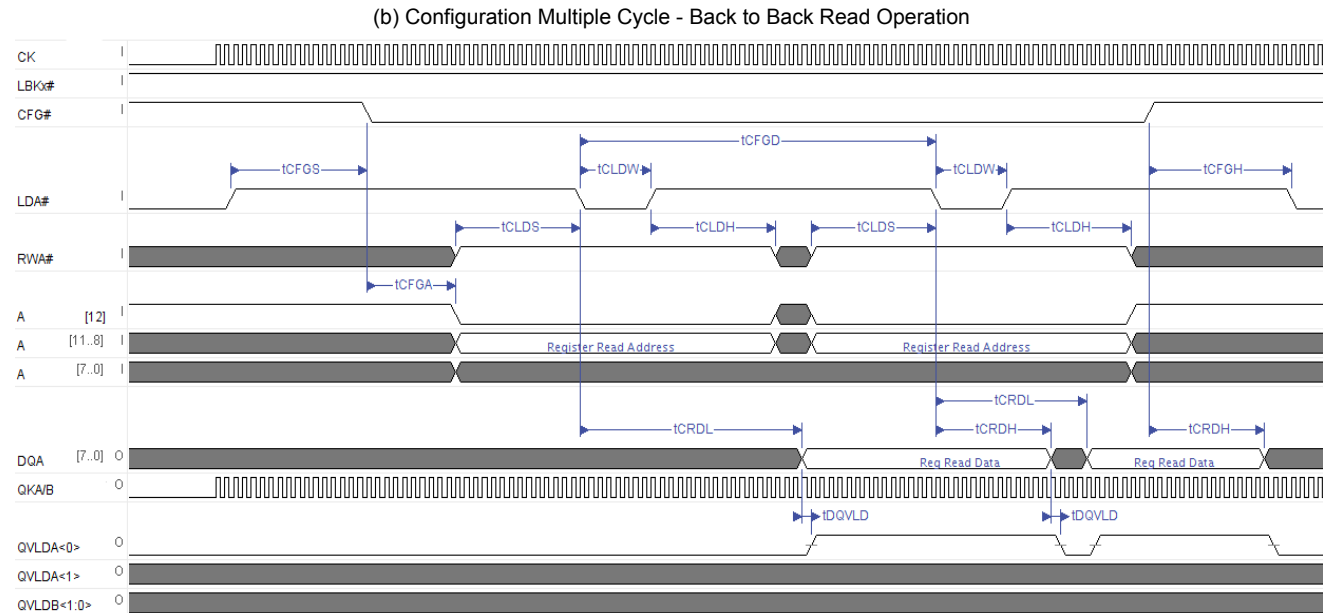 (b) Configuration Multiple Cycle - Back to Back Read Operation
CK I
LBKx# I
CFG# I
tCFGD
tCFGS tCLDW tCLDW tCFGH
LDA# I
tCLDS tCLDH tCLDS tCLDH
RWA# I
tCFGA
A [12] I
A [11..8] I Register Read Address Register Read Address
A [7..0] I
tCRDL
tCRDL tCRDH tCRDH
DQA [7..0] O Reg Read Data Reg Read Data
QKA/B O
tDQVLD tDQVLD
QVLDA<0> O
QVLDA<1> O
QVLDB<1:0> O